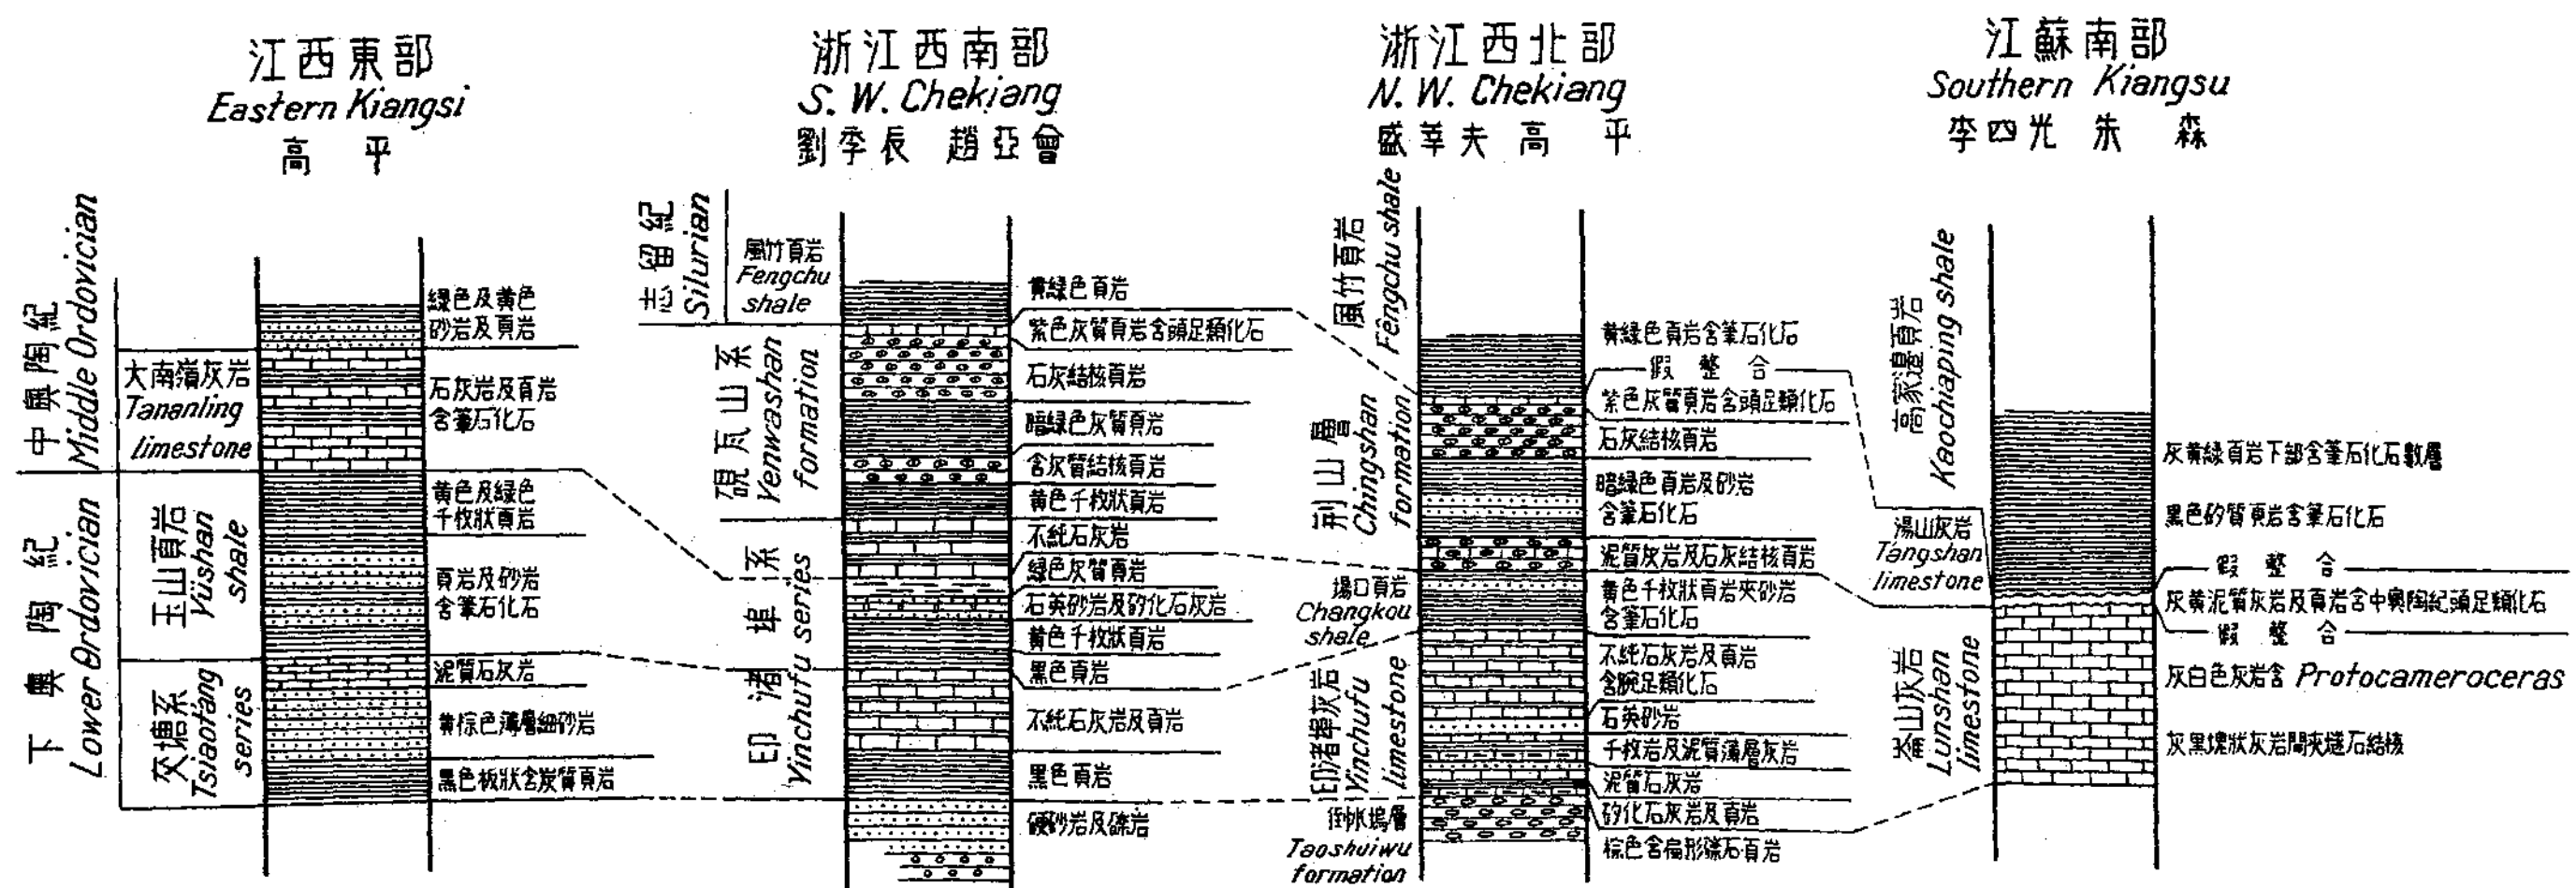 江西東部
Eastern Kiangsi
高 平
中奧陶紀
Middle Ordovician
下奧陶紀
Lower Ordovician
大南嶺灰岩
Tananling
limestone
玉山頁岩
Yüshan
shale
交塘系
Tsiaotang
series
綠色及黃色
砂岩及頁岩
石灰岩及頁岩
含筆石化石
黃色及綠色
千枚狀頁岩
頁岩及砂岩
含筆石化石
泥質石灰岩
黃棕色薄層細砂岩
黑色板狀含炭質頁岩
浙江西南部
S. W. Chekiang
劉季辰 趙亞曾
志留紀
Silurian
風竹頁岩
Fengchu
shale
硯瓦山系
Yenwashan
formation
印渚埠系
Yinchufu series
黃綠色頁岩
紫色灰質頁岩含頭足類化石
石灰結核頁岩
暗綠色灰質頁岩
含灰質結核頁岩
黃色千枚狀頁岩
不純石灰岩
綠色灰質頁岩
石英砂岩及矽化石灰岩
黃色千枚狀頁岩
黑色頁岩
不純石灰岩及頁岩
黑色頁岩
硬砂岩及礫岩
浙江西北部
N. W. Chekiang
盛莘夫 高 平
風竹頁岩
Fêngchu shale
荊山層
Chingshan
formation
場口頁岩
Changkou
shale
印渚埠灰岩
Yinchufu
limestone
倒水塢層
Taoshuiwu
formation
黃綠色頁岩含筆石化石
假 整 合
紫色灰質頁岩含頭足類化石
石灰結核頁岩
暗綠色頁岩及砂岩
含筆石化石
泥質灰岩及石灰結核頁岩
黃色千枚狀頁岩夾砂岩
含筆石化石
不純石灰岩及頁岩
含腕足類化石
石英砂岩
千枚岩及泥質薄層灰岩
泥質石灰岩
矽化石灰岩及頁岩
棕色含扁形礫石頁岩
江蘇南部
Southern Kiangsu
李四光 朱 森
高家邊頁岩
Kaochiaping shale
湯山灰岩
Tangshan
limestone
崙山灰岩
Lunshan
limestone
灰黃綠頁岩下部含筆石化石數層
黑色矽質頁岩含筆石化石
假 整 合
灰黃泥質灰岩及頁岩含中奧陶紀頭足類化石
假 整 合
灰白色灰岩含 Protocameroceras
灰黑塊狀灰岩間夾燧石結核